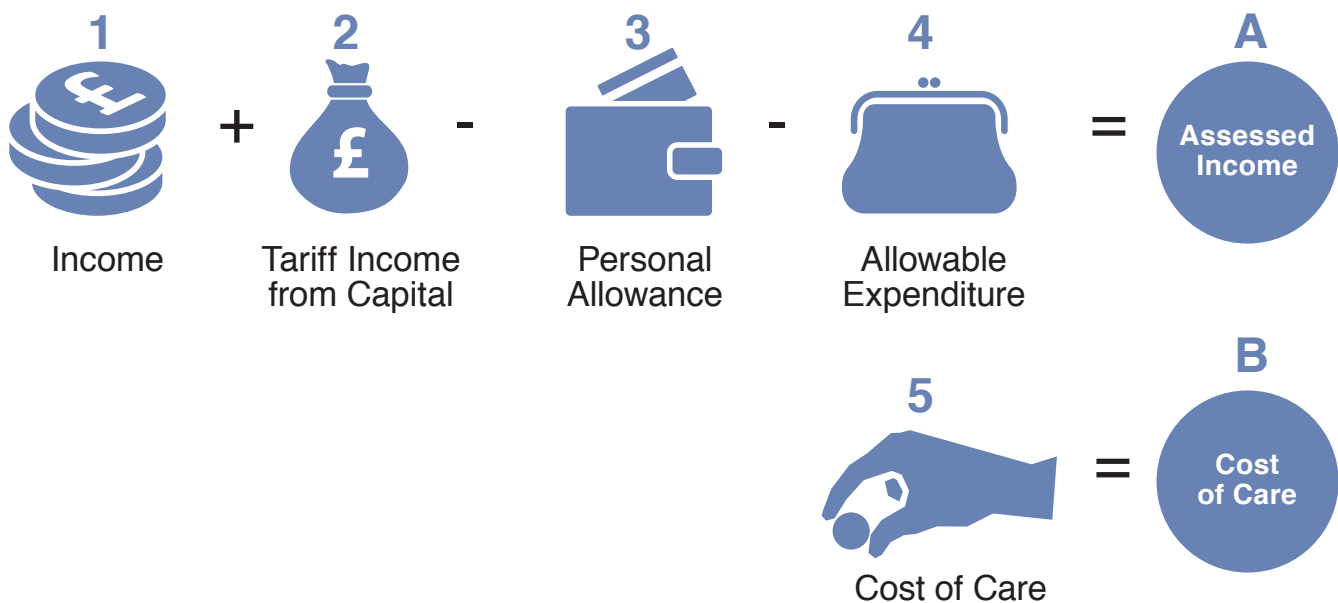 1
2
3
4
A
£
+
£
-
-
=
Assessed
Income
Income
Tariff Income
from Capital
Personal
Allowance
Allowable
Expenditure
B
5
=
Cost
of Care
Cost of Care